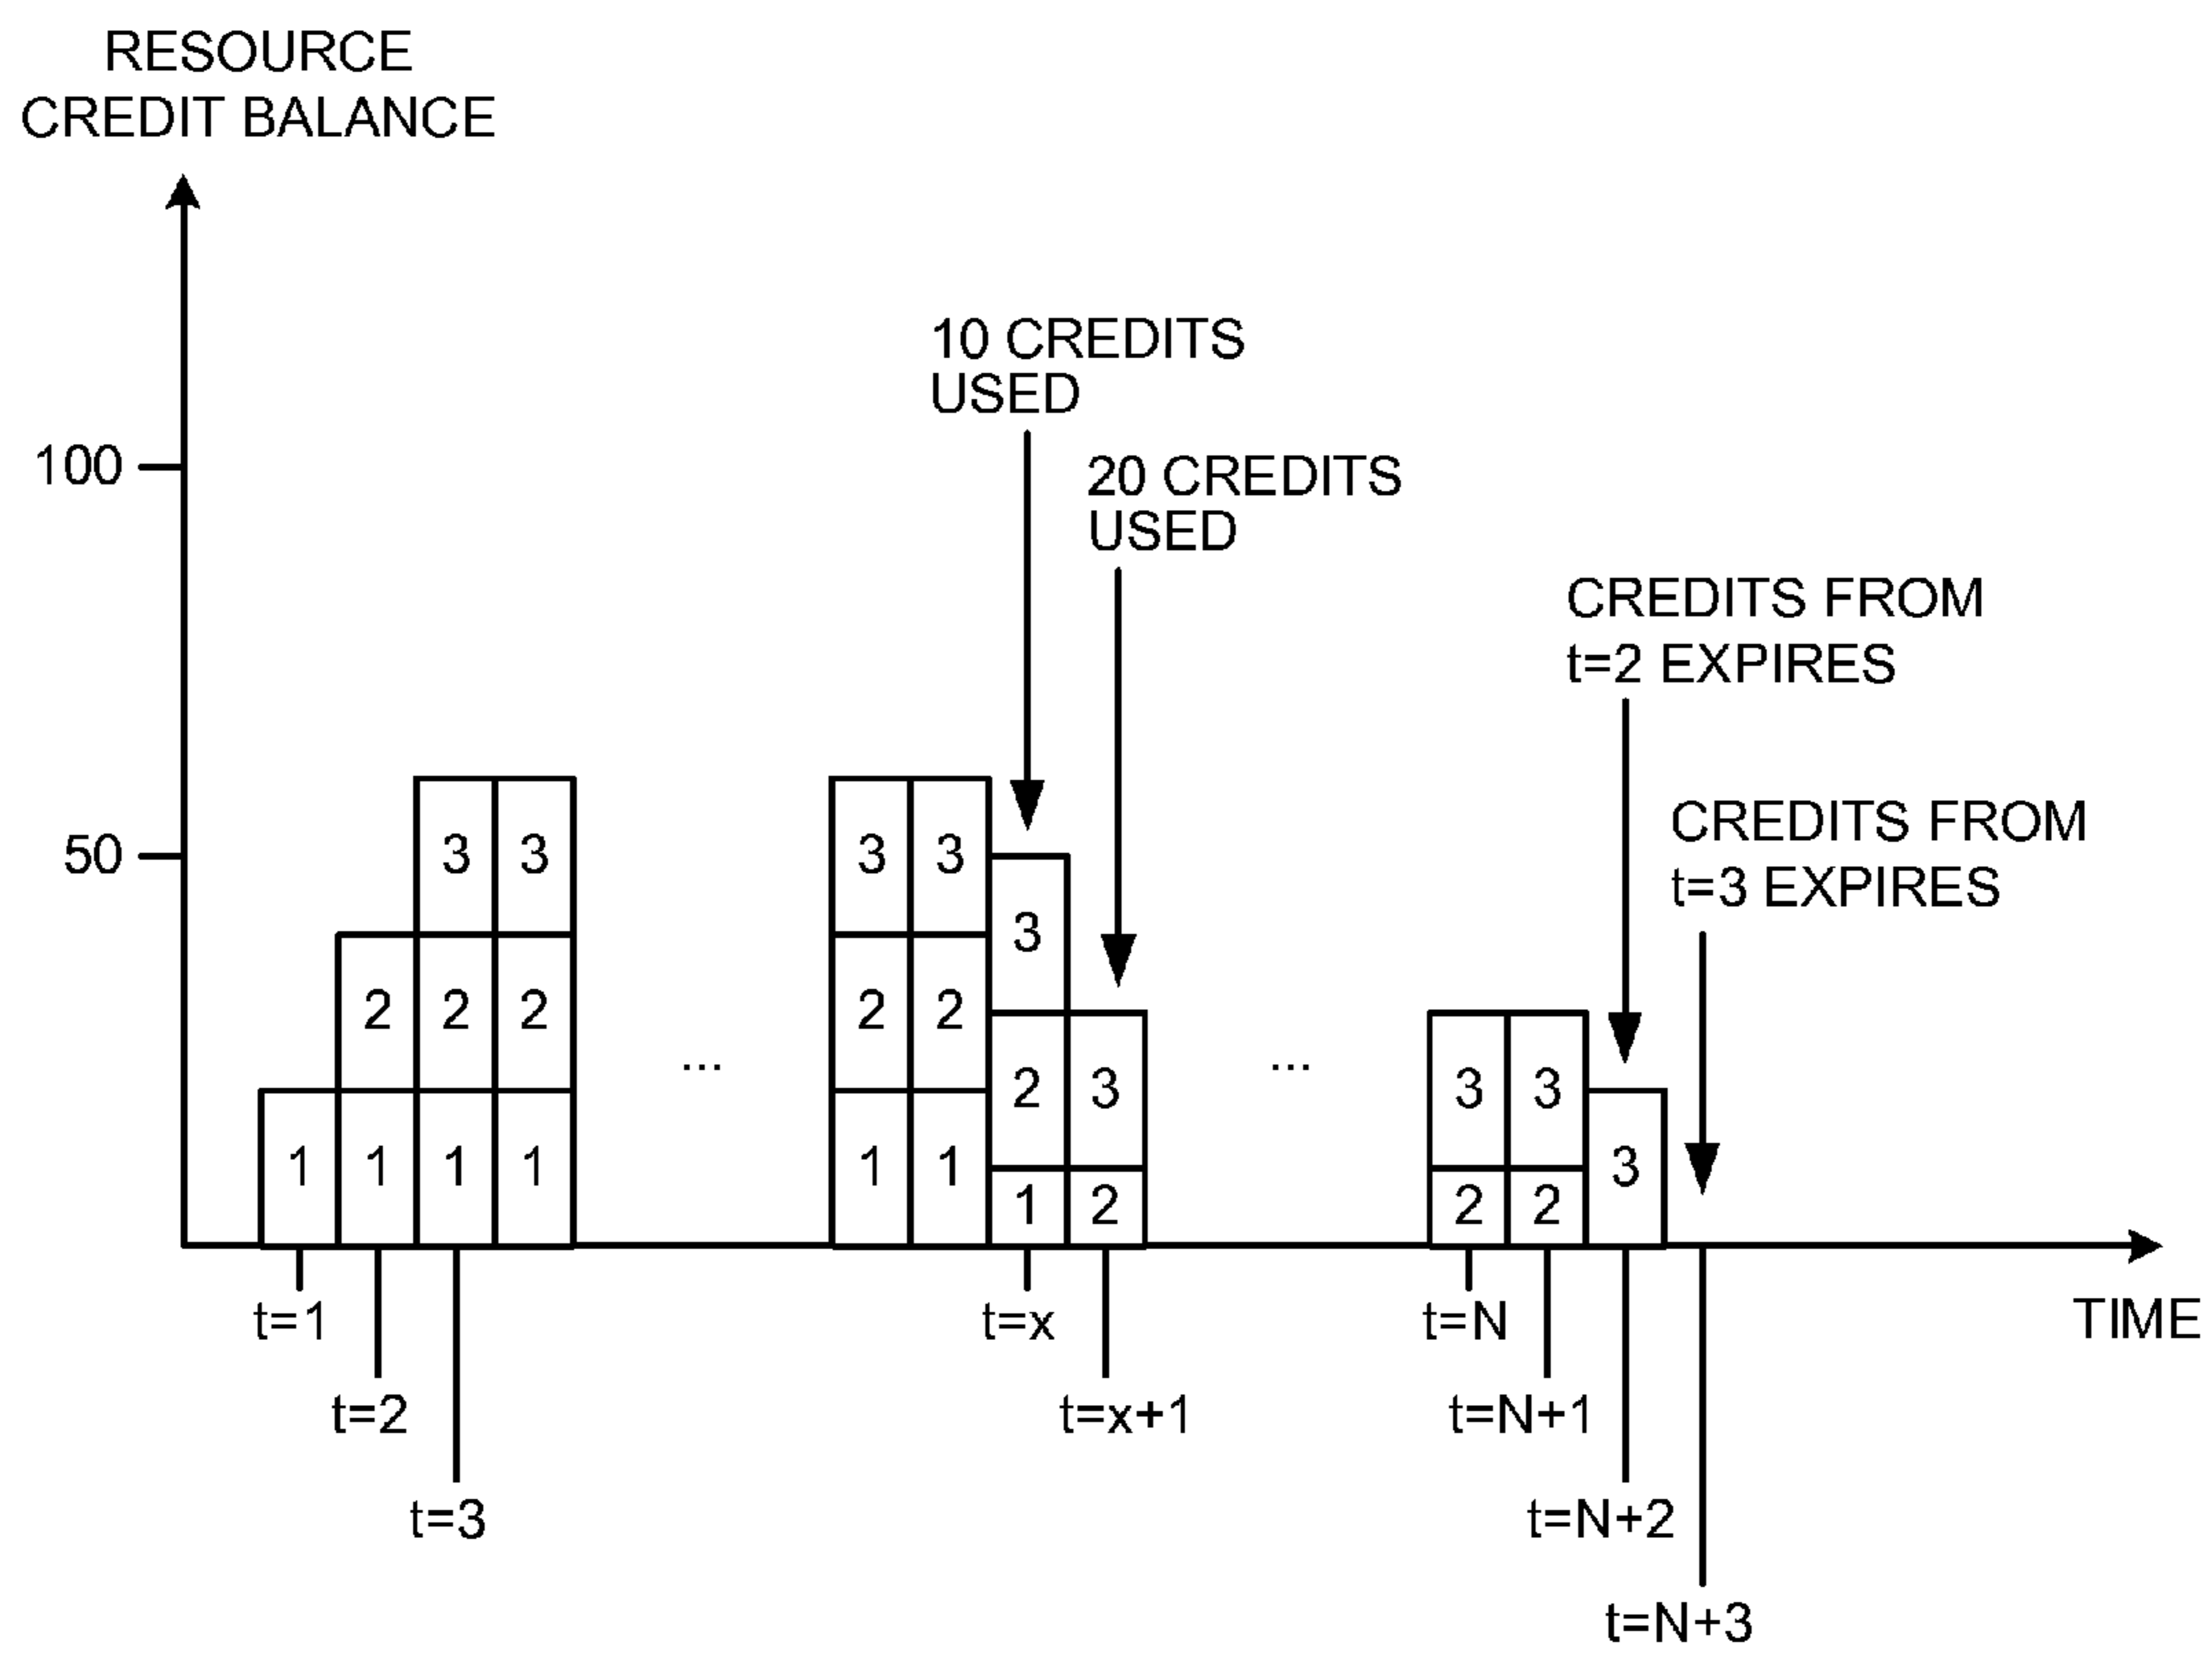 RESOURCE
CREDIT BALANCE
10 CREDITS
USED
100
20 CREDITS
USED
CREDITS FROM
t=2 EXPIRES
CREDITS FROM
t=3 EXPIRES
50
3 3 3 3 3
2 2 2 ... 2 2 2 3 ... 3 3
1 1 1 1 1 1 1 2 2 2 3
t=1 t=x t=N TIME
t=2 t=x+1 t=N+1
t=3 t=N+2
t=N+3